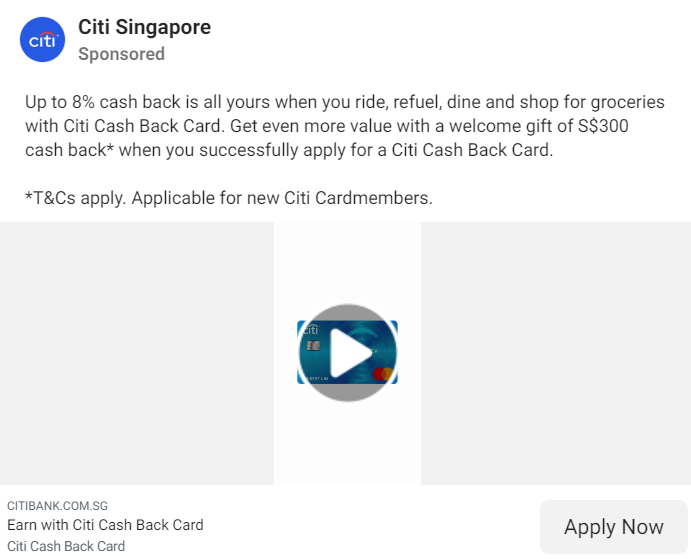 citi
Citi Singapore
Sponsored
Up to 8% cash back is all yours when you ride, refuel, dine and shop for groceries
with Citi Cash Back Card. Get even more value with a welcome gift of S$300
cash back* when you successfully apply for a Citi Cash Back Card.
*T&Cs apply. Applicable for new Citi Cardmembers.
citi
CITIBANK.COM.SG
Earn with Citi Cash Back Card
Citi Cash Back Card
Apply Now